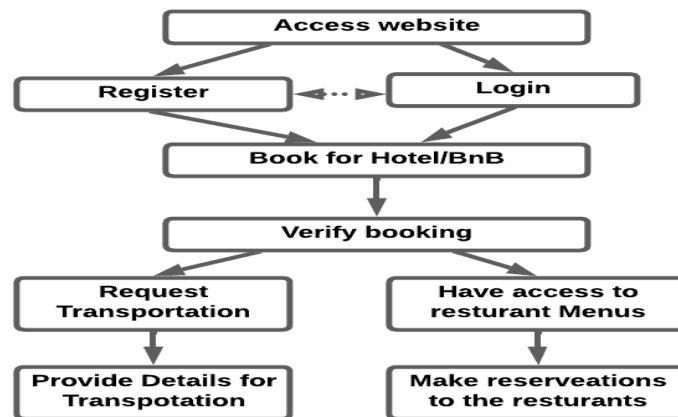 Access website
Register
Login
Book for Hotel/BnB
Verify booking
Request
Transportation
Have access to
resturant Menus
Provide Details for
Transpotation
Make reserveations
to the resturants